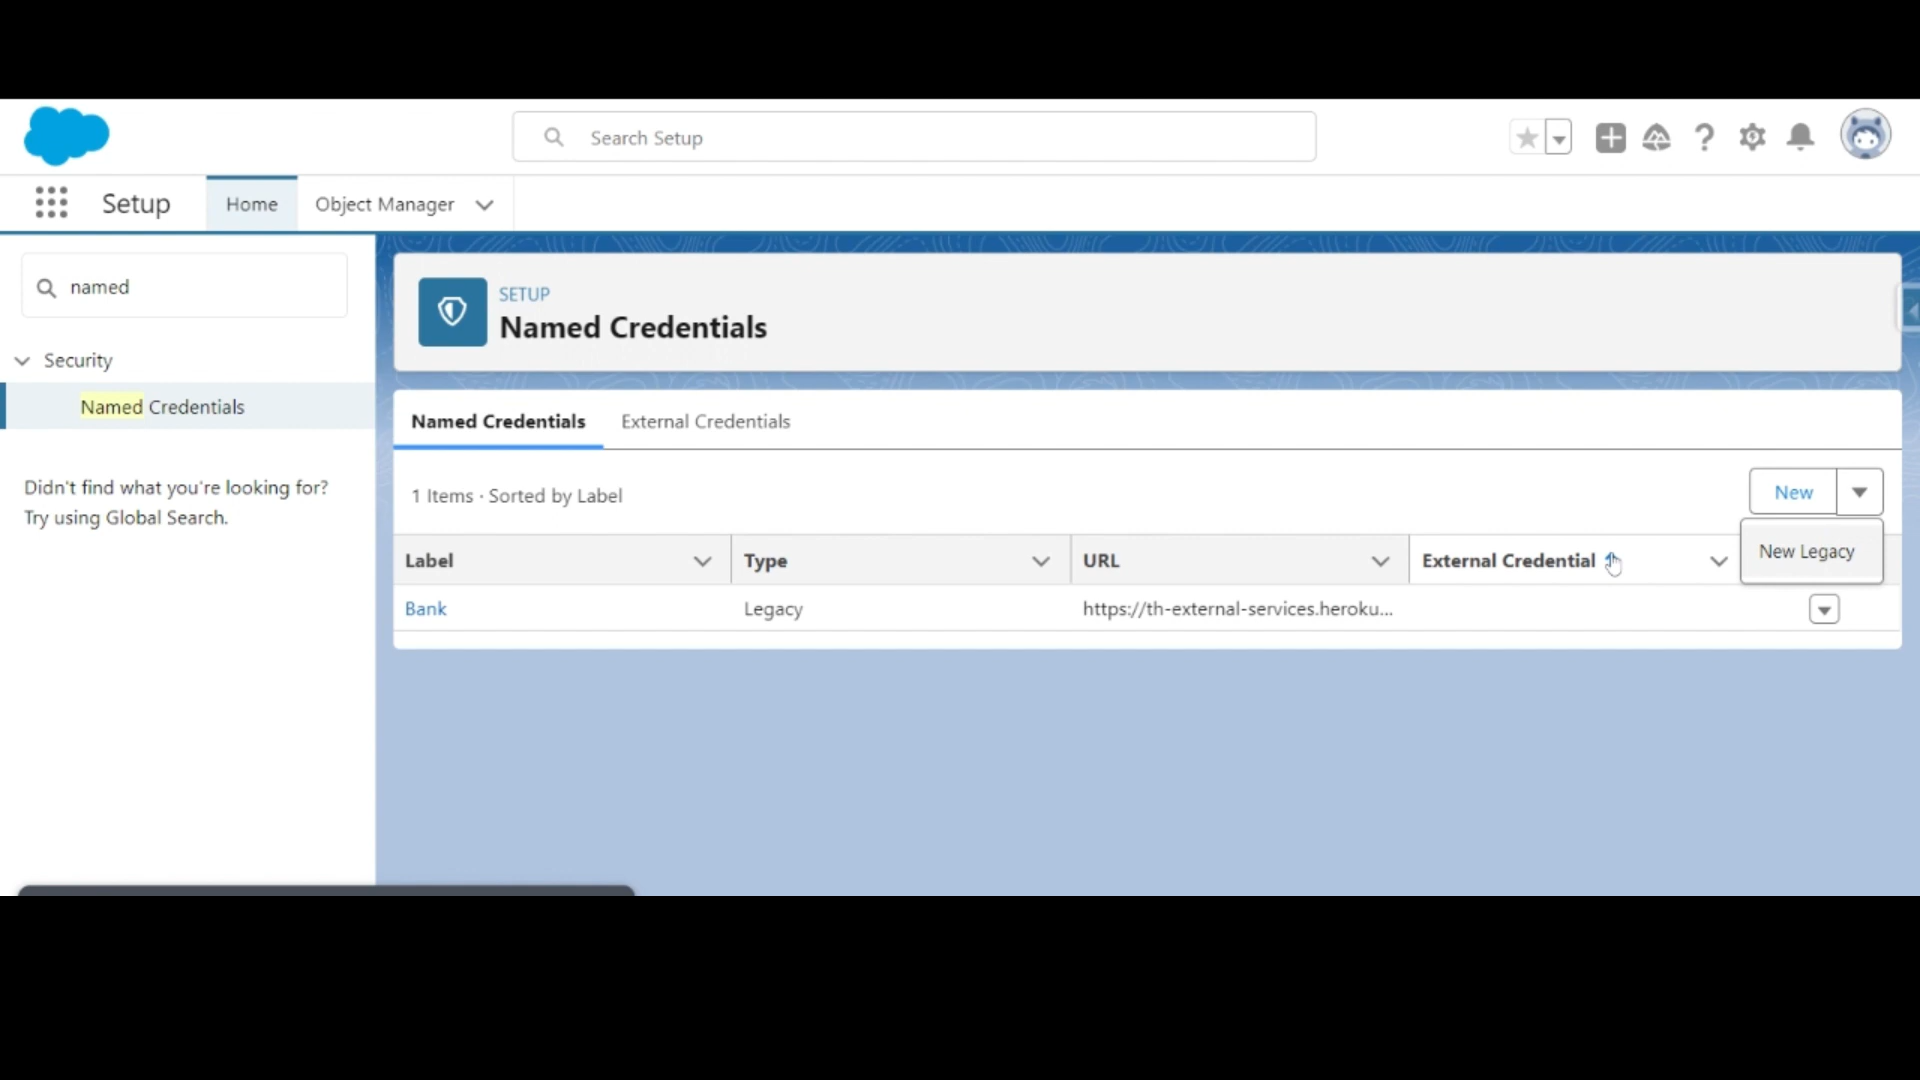 Search Setup
Setup
Home
Object Manager
named
Security
Named Credentials
Didn't find what you're looking for?
Try using Global Search.
SETUP
Named Credentials
Named Credentials
External Credentials
1 Items · Sorted by Label
New
New Legacy
Label
Type
URL
External Credential
Bank
Legacy
https://th-external-services.heroku...